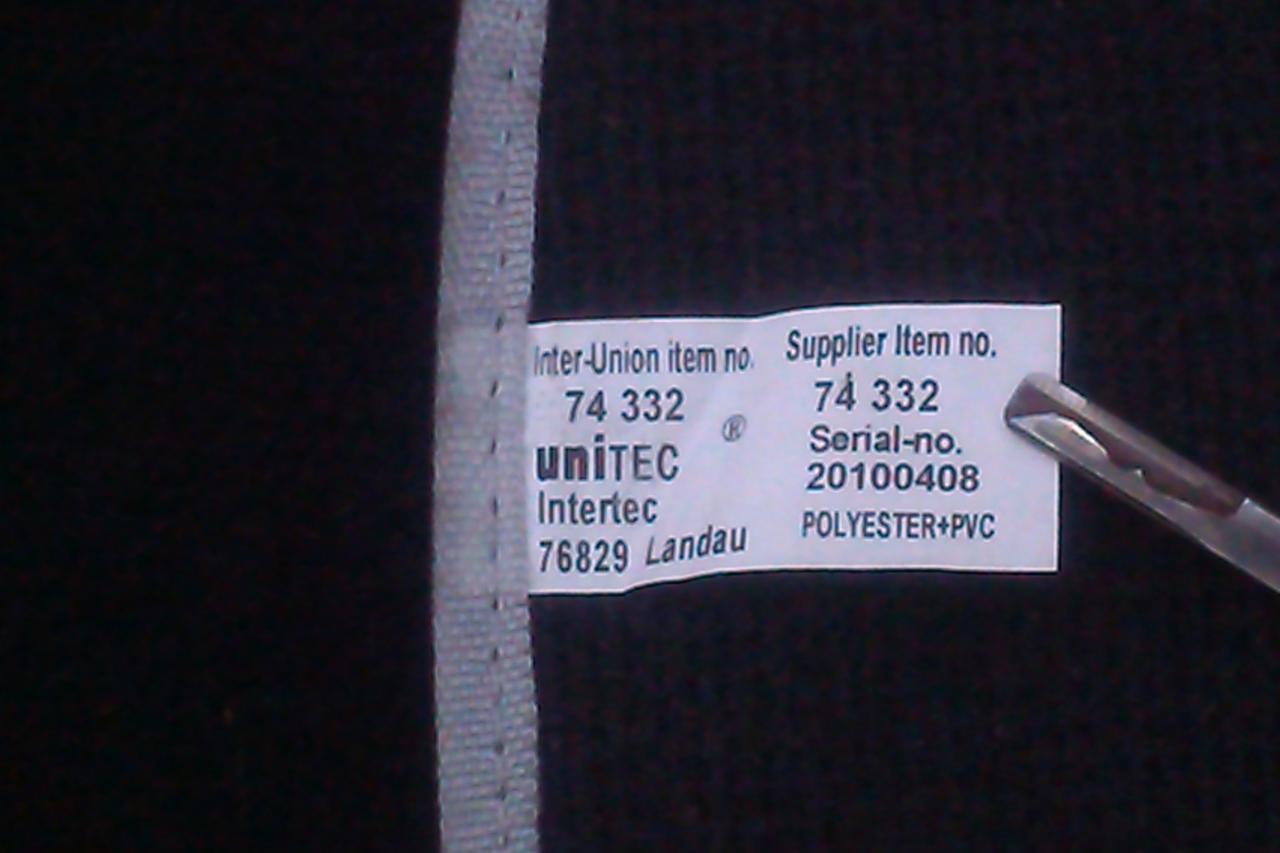 Inter-Union item no.
74 332
uniTEC ®
Intertec
76829 Landau
Supplier Item no.
74 332
Serial-no.
20100408
POLYESTER+PVC